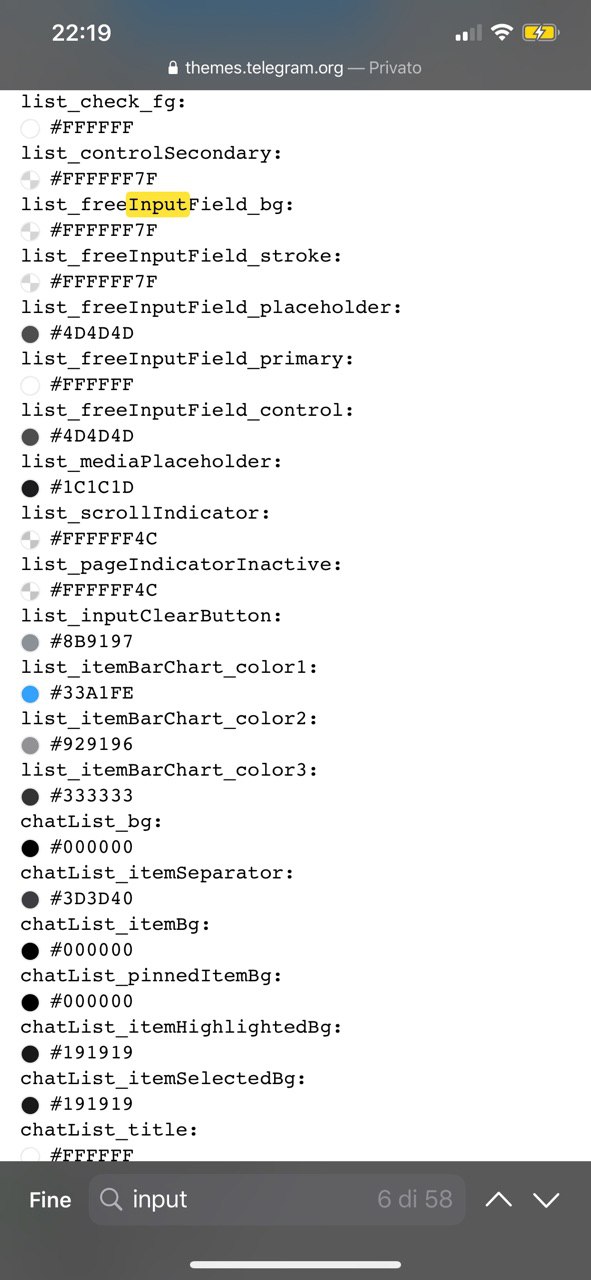 22:19
themes.telegram.org — Privato
list_check_fg:
#FFFFFF
list_controlSecondary:
#FFFFFF7F
list_freeInputField_bg:
#FFFFFF7F
list_freeInputField_stroke:
#FFFFFF7F
list_freeInputField_placeholder:
#4D4D4D
list_freeInputField_primary:
#FFFFFF
list_freeInputField_control:
#4D4D4D
list_mediaPlaceholder:
#1C1C1D
list_scrollIndicator:
#FFFFFF4C
list_pageIndicatorInactive:
#FFFFFF4C
list_inputClearButton:
#8B9197
list_itemBarChart_color1:
#33A1FE
list_itemBarChart_color2:
#929196
list_itemBarChart_color3:
#333333
chatList_bg:
#000000
chatList_itemSeparator:
#3D3D40
chatList_itemBg:
#000000
chatList_pinnedItemBg:
#000000
chatList_itemHighlightedBg:
#191919
chatList_itemSelectedBg:
#191919
chatList_title:
#FFFFFF
Fine input 6 di 58